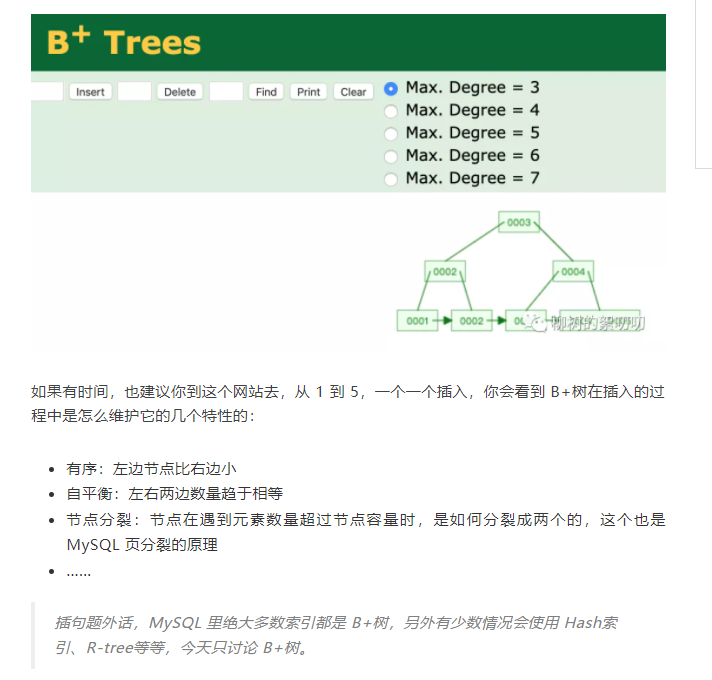 B+ Trees
Insert Delete Find Print Clear
Max. Degree = 3
Max. Degree = 4
Max. Degree = 5
Max. Degree = 6
Max. Degree = 7
0003
0002 0004
0001 0002
柳树的絮叨叨
如果有时间，也建议你到这个网站去，从 1 到 5，一个一个插入，你会看到 B+树在插入的过
程中是怎么维护它的几个特性的：
• 有序：左边节点比右边小
• 自平衡：左右两边数量趋于相等
• 节点分裂：节点在遇到元素数量超过节点容量时，是如何分裂成两个的，这个也是
MySQL 页分裂的原理
• ......
插句题外话，MySQL 里绝大多数索引都是 B+树，另外有少数情况会使用 Hash索
引、R-tree等等，今天只讨论 B+树。